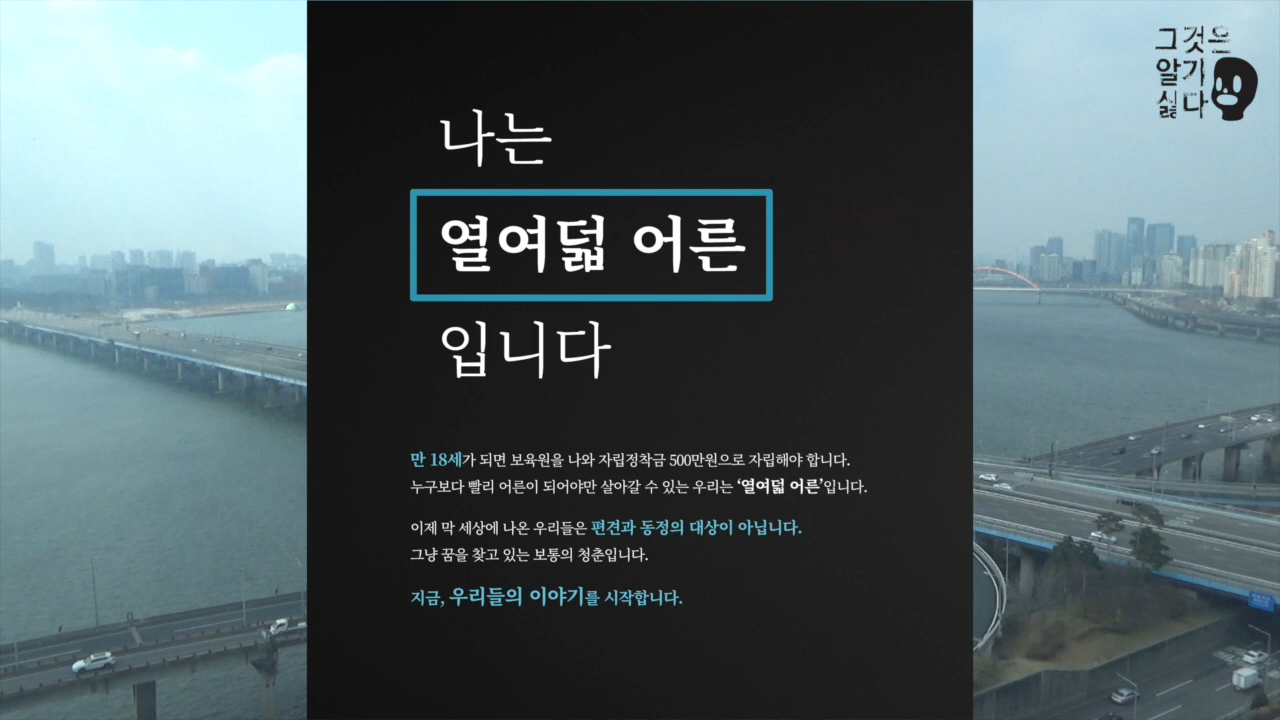 그것은
알기
싫다
나는
열여덟 어른
입니다
만 18세가 되면 보육원을 나와 자립정착금 500만원으로 자립해야 합니다.
누구보다 빨리 어른이 되어야만 살아갈 수 있는 우리는 ‘열여덟 어른’입니다.
이제 막 세상에 나온 우리들은 편견과 동정의 대상이 아닙니다.
그냥 꿈을 찾고 있는 보통의 청춘입니다.
지금, 우리들의 이야기를 시작합니다.